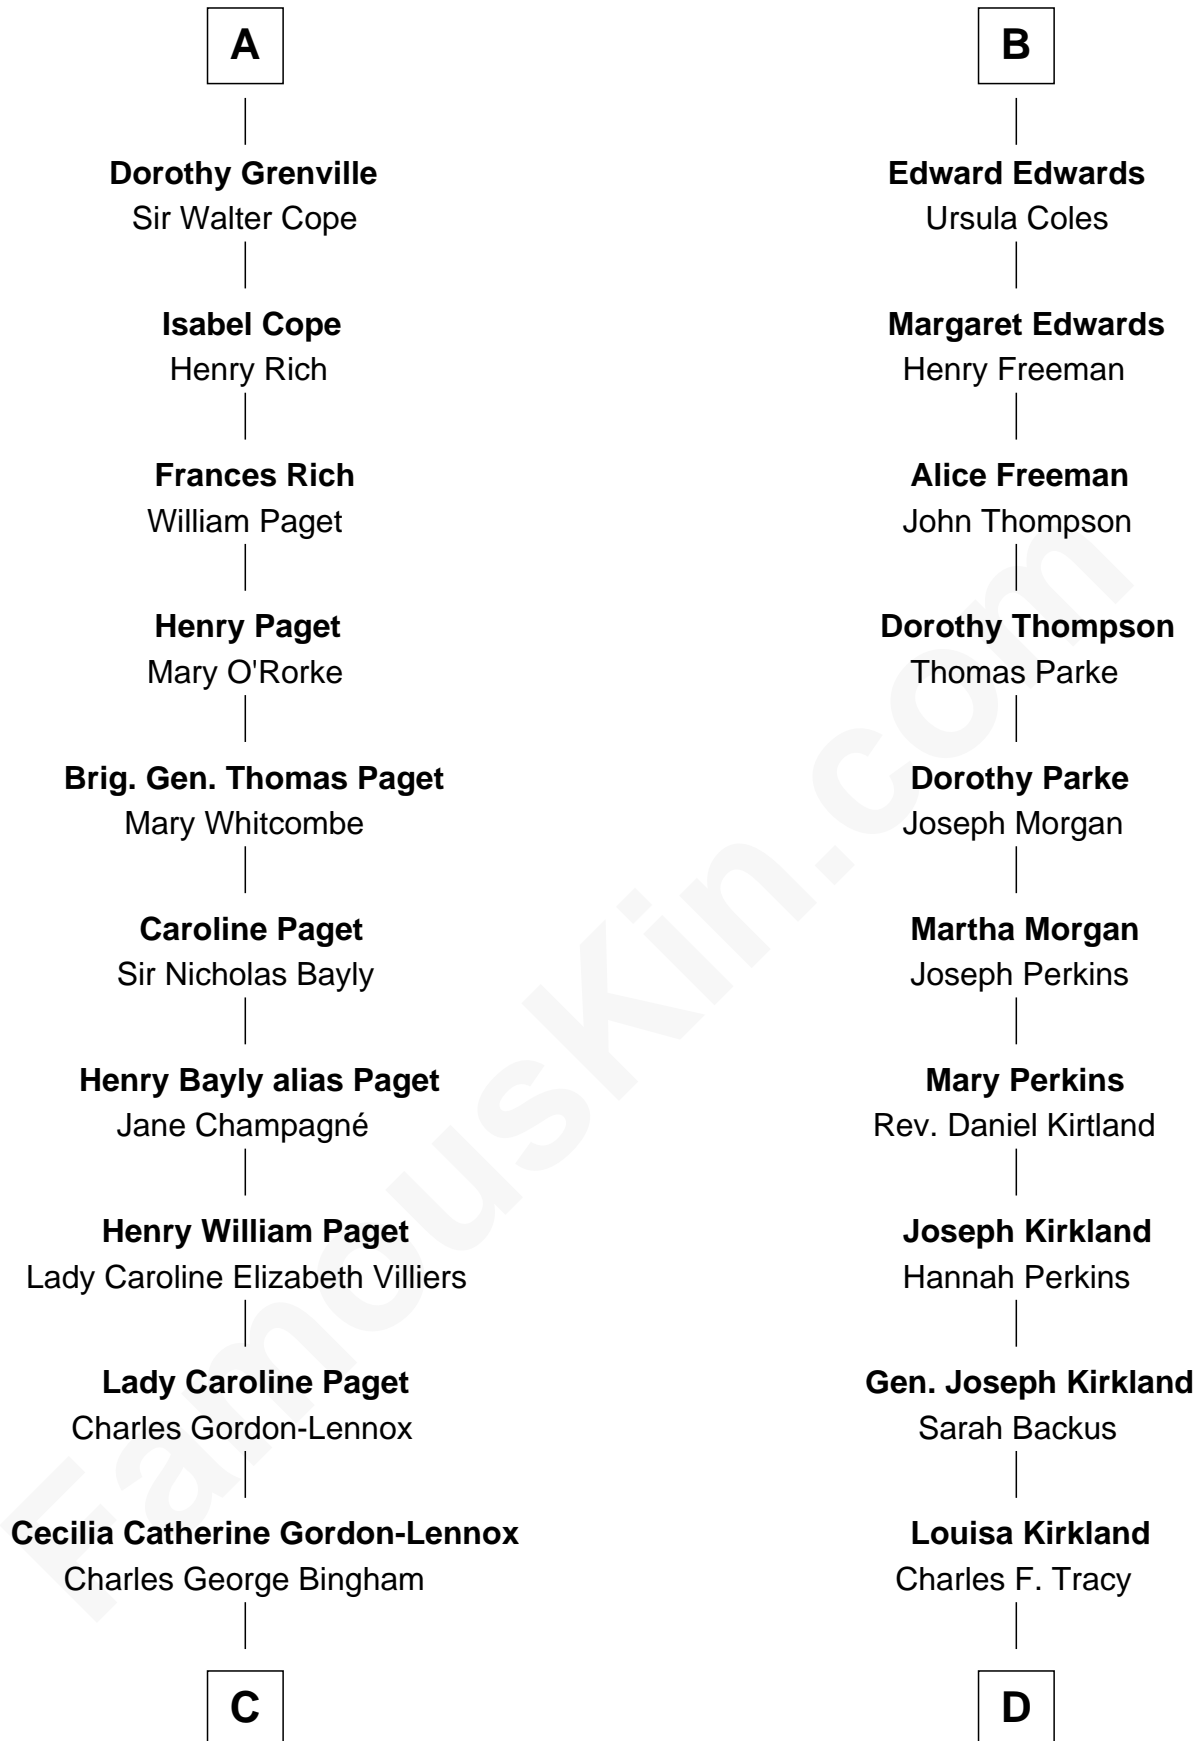 A
Dorothy Grenville
Sir Walter Cope
Isabel Cope
Henry Rich
Frances Rich
William Paget
Henry Paget
Mary O'Rorke
Brig. Gen. Thomas Paget
Mary Whitcombe
Caroline Paget
Sir Nicholas Bayly
Henry Bayly alias Paget
Jane Champagné
Henry William Paget
Lady Caroline Elizabeth Villiers
Lady Caroline Paget
Charles Gordon-Lennox
Cecilia Catherine Gordon-Lennox
Charles George Bingham
C
B
Edward Edwards
Ursula Coles
Margaret Edwards
Henry Freeman
Alice Freeman
John Thompson
Dorothy Thompson
Thomas Parke
Dorothy Parke
Joseph Morgan
Martha Morgan
Joseph Perkins
Mary Perkins
Rev. Daniel Kirtland
Joseph Kirkland
Hannah Perkins
Gen. Joseph Kirkland
Sarah Backus
Louisa Kirkland
Charles F. Tracy
D
FamousKin.com